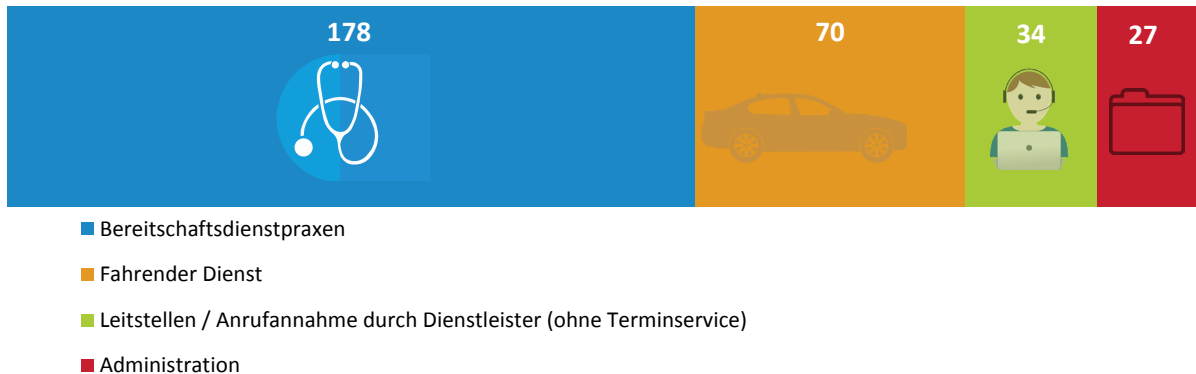 178 70 34 27
Bereitschaftsdienstpraxen
Fahrender Dienst
Leitstellen / Anrufannahme durch Dienstleister (ohne Terminservice)
Administration